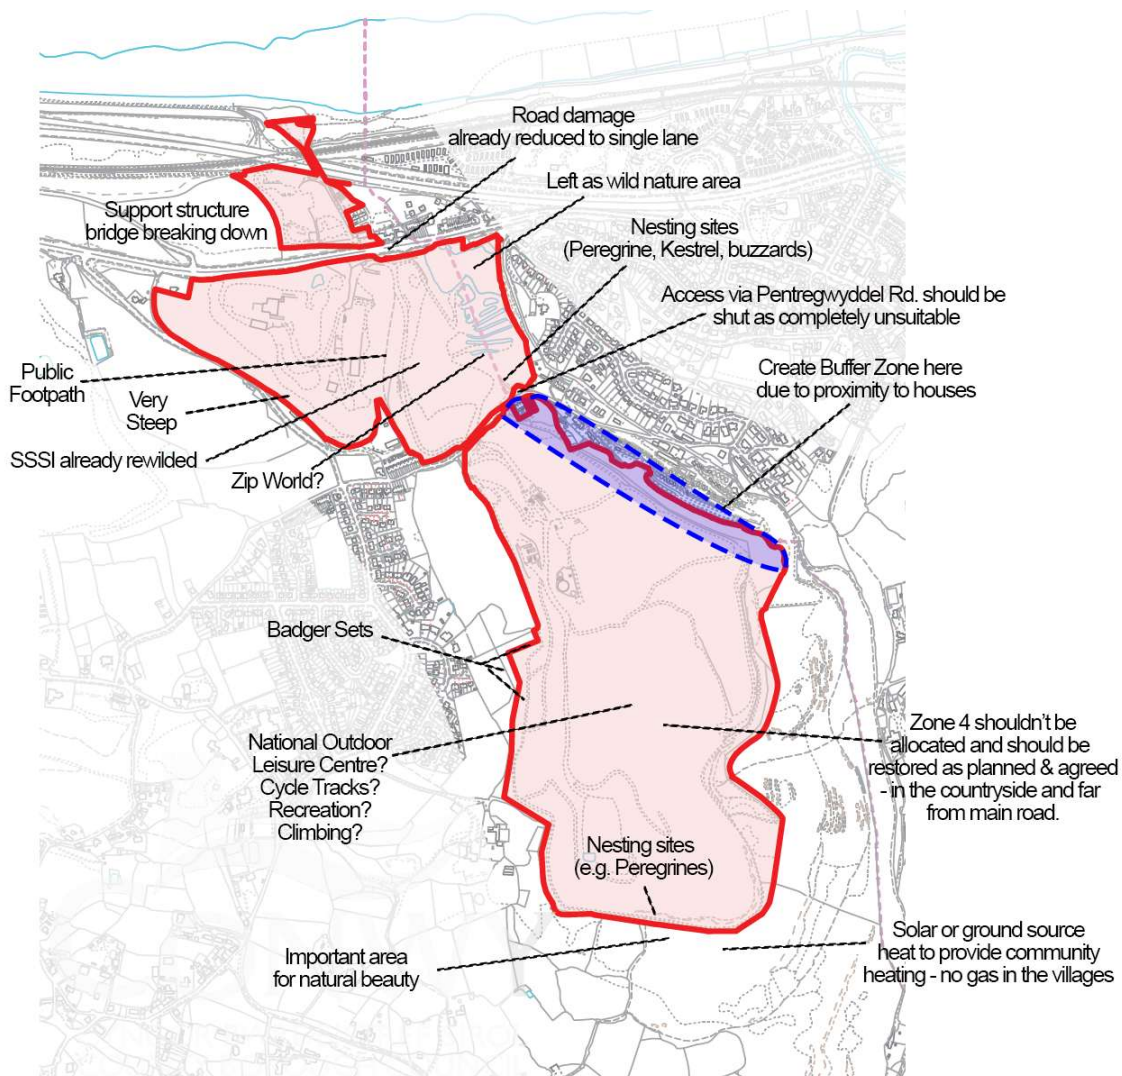 Road damage
already reduced to single lane
Left as wild nature area
Support structure
bridge breaking down
Nesting sites
(Peregrine, Kestrel, buzzards)
Access via Pentregwyddel Rd. should be
shut as completely unsuitable
Create Buffer Zone here
due to proximity to houses
Public
Footpath
Very
Steep
SSSI already rewilded
Zip World?
Badger Sets
National Outdoor
Leisure Centre?
Cycle Tracks?
Recreation?
Climbing?
Zone 4 shouldn't be
allocated and should be
restored as planned & agreed
- in the countryside and far
from main road.
Nesting sites
(e.g. Peregrines)
Important area
for natural beauty
Solar or ground source
heat to provide community
heating - no gas in the villages